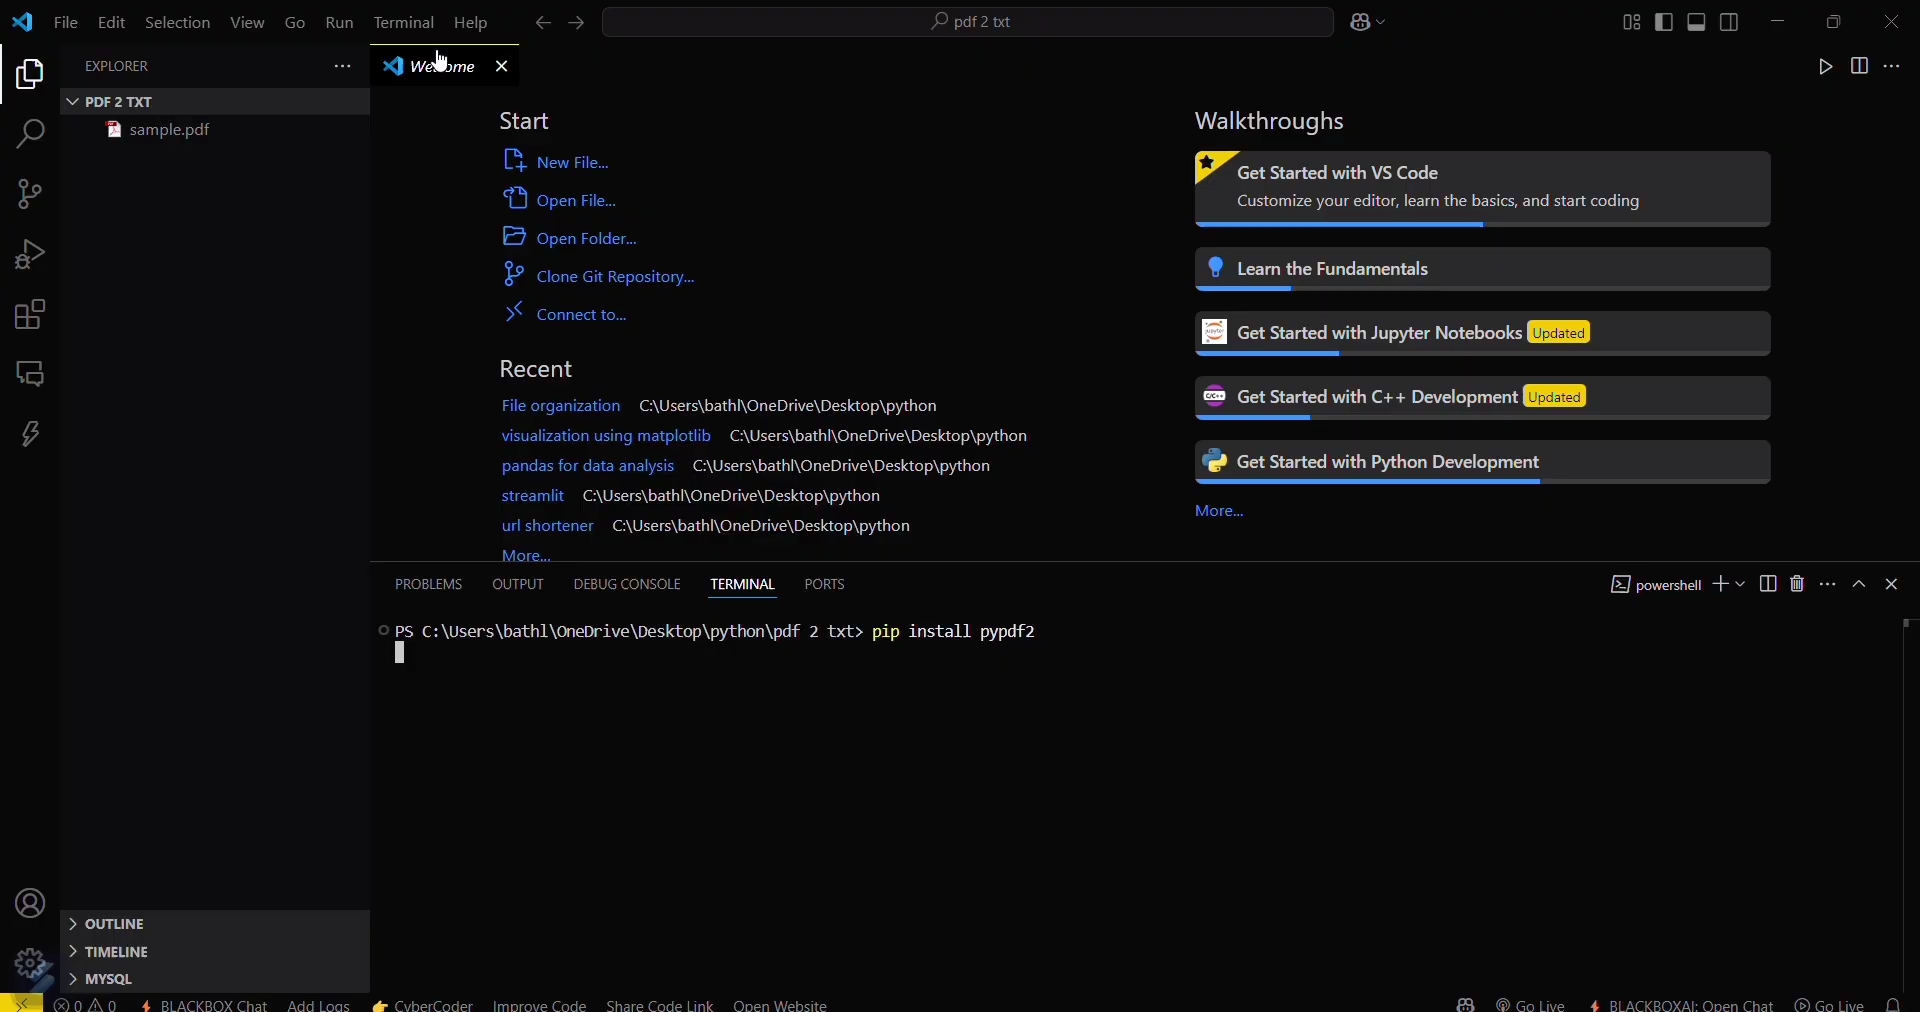 File Edit Selection View Go Run Terminal Help
pdf 2 txt
EXPLORER
PDF 2 TXT
sample.pdf
Welcome
Start
New File...
Open File...
Open Folder...
Clone Git Repository...
Connect to...
Recent
File organization C:\Users\bathl\OneDrive\Desktop\python
visualization using matplotlib C:\Users\bathl\OneDrive\Desktop\python
pandas for data analysis C:\Users\bathl\OneDrive\Desktop\python
streamlit C:\Users\bathl\OneDrive\Desktop\python
url shortener C:\Users\bathl\OneDrive\Desktop\python
More...
Walkthroughs
Get Started with VS Code
Customize your editor, learn the basics, and start coding
Learn the Fundamentals
Get Started with Jupyter Notebooks Updated
Get Started with C++ Development Updated
Get Started with Python Development
More...
PROBLEMS OUTPUT DEBUG CONSOLE TERMINAL PORTS
powershell
PS C:\Users\bathl\OneDrive\Desktop\python\pdf 2 txt> pip install pypdf2
OUTLINE
TIMELINE
MYSQL
0 0 BLACKBOX Chat Add Logs CyberCoder Improve Code Share Code Link Open Website
Go Live BLACKBOXAI: Open Chat Go Live